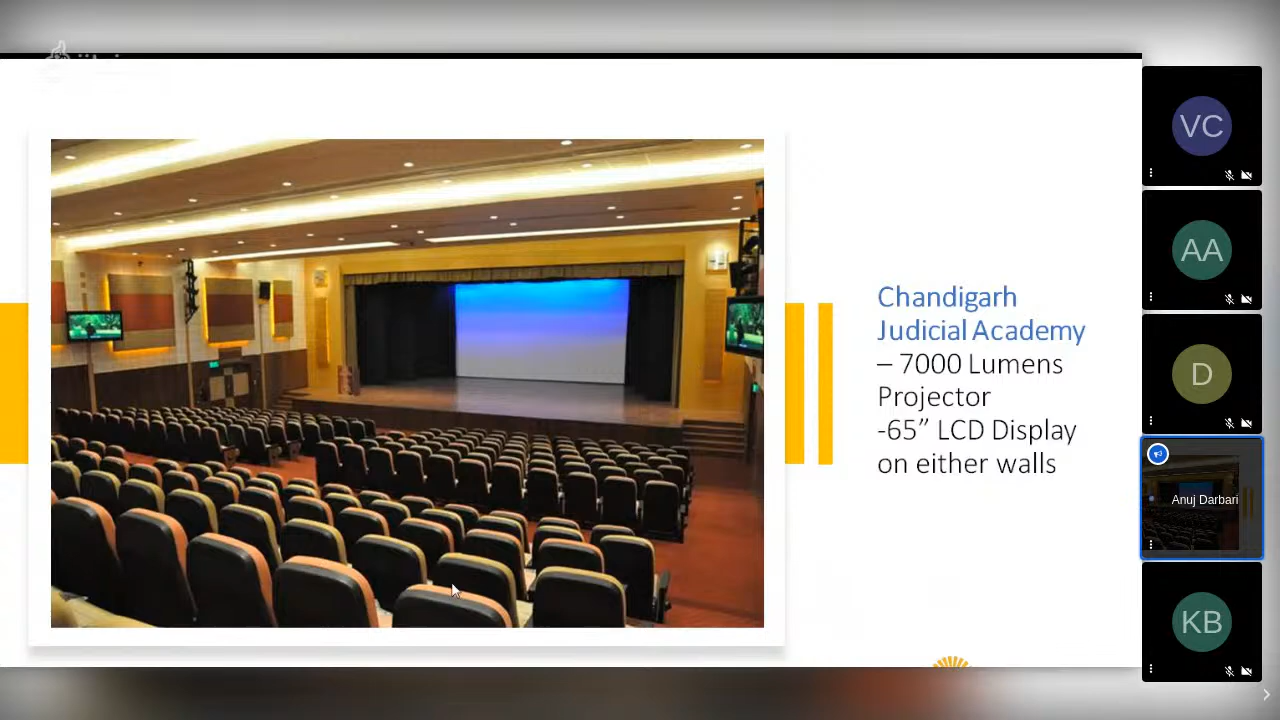 Chandigarh
Judicial Academy
– 7000 Lumens
Projector
-65” LCD Display
on either walls
VC
AA
D
Anuj Darbari
KB